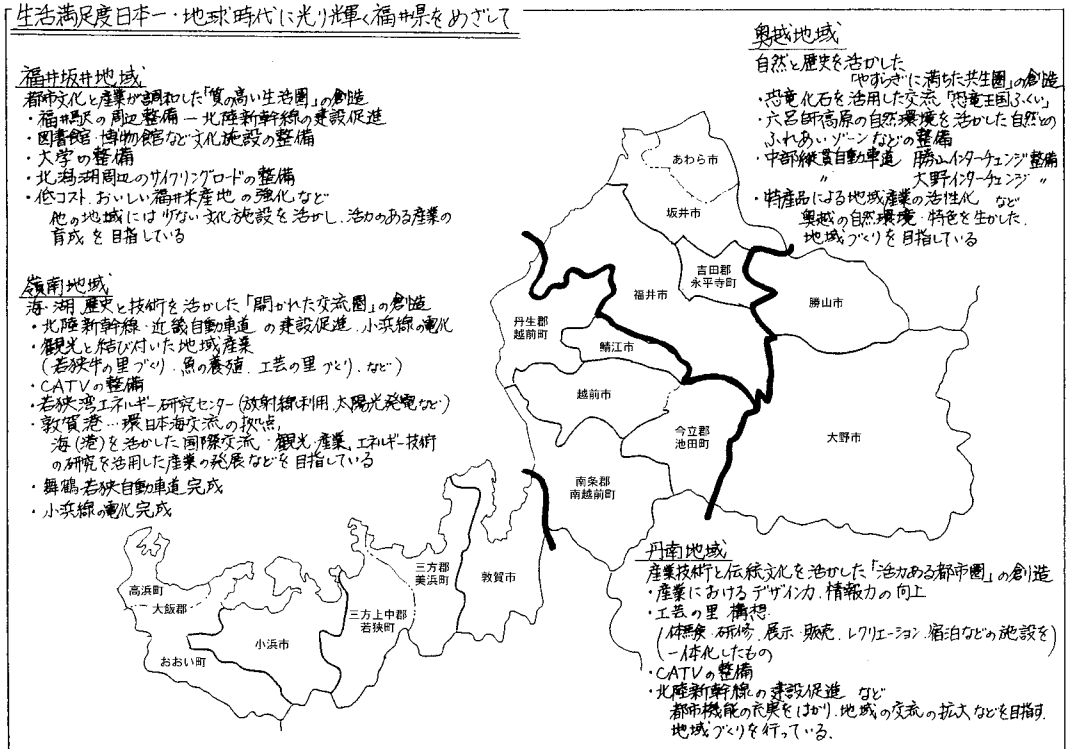 生活満足度日本一・地球時代に光り輝く福井県をめざして
福井坂井地域
都市文化と産業が調和した「質の高い生活圏」の創造
・福井駅の周辺整備－北陸新幹線の建設促進
・図書館・博物館など文化施設の整備
・大学の整備
・北潟湖周辺のサイクリングロードの整備
・低コスト、おいしい福井米産地の強化など
他の地域には少ない文化施設を活かし、活力のある産業の
育成を目指している
嶺南地域
海・湖、歴史と技術を活かした「開かれた交流圏」の創造
・北陸新幹線・近畿自動車道の建設促進、小浜線の電化
・観光と結び付いた地域産業
(若狭牛の里づくり、魚の養殖、工芸の里づくり、など)
・CATVの整備
・若狭湾エネルギー研究センター(放射線利用、太陽光発電など)
・敦賀港…環日本海交流の拠点
海(港)を活かした国際交流・観光、産業、エネルギー技術
の研究を活用した産業の発展などを目指している
・舞鶴若狭自動車道完成
・小浜線の電化完成
奥越地域
自然と歴史を活かした
「やすらぎに満ちた共生圏」の創造
・恐竜化石を活用した交流「恐竜王国ふくい」
・六呂師高原の自然環境を活かした自然との
ふれあいゾーンなどの整備
・中部縦貫自動車道 勝山インターチェンジ整備
〃 大野インターチェンジ 〃
・特産品による地域産業の活性化 など
奥越の自然環境・特色を生かした、
地域づくりを目指している
あわら市
坂井市
吉田郡
永平寺町
福井市
勝山市
丹生郡
越前町
鯖江市
越前市
今立郡
池田町
大野市
南条郡
南越前町
三方郡
美浜町
敦賀市
高浜町
大飯郡
三方上中郡
若狭町
小浜市
おおい町
丹南地域
産業技術と伝統文化を活かした「活力ある都市圏」の創造
・産業におけるデザイン力、情報力の向上
・工芸の里 構想
(体験、研修、展示、販売、レクリエーション、宿泊などの施設を)
一体化したもの
・CATVの整備
・北陸新幹線の建設促進 など
都市機能の充実をはかり、地域の交流の拡大などを目指す、
地域づくりを行っている。